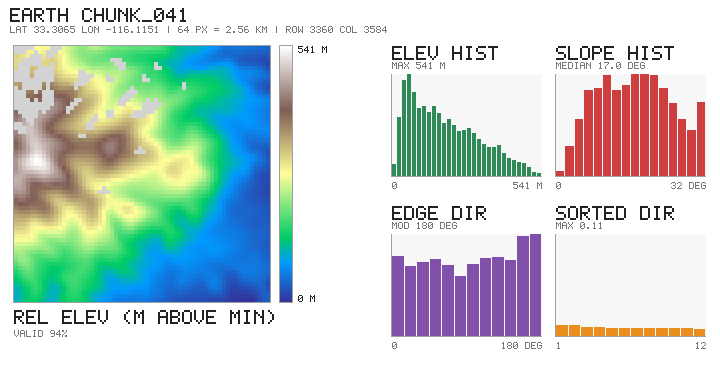 EARTH CHUNK_041
LAT 33.3065 LON -116.1151 | 64 PX = 2.56 KM | ROW 3360 COL 3584
541 M
0 M
REL ELEV (M ABOVE MIN)
VALID 94%
ELEV HIST
MAX 541 M
0 541 M
SLOPE HIST
MEDIAN 17.0 DEG
0 32 DEG
EDGE DIR
MOD 180 DEG
0 180 DEG
SORTED DIR
MAX 0.11
1 12